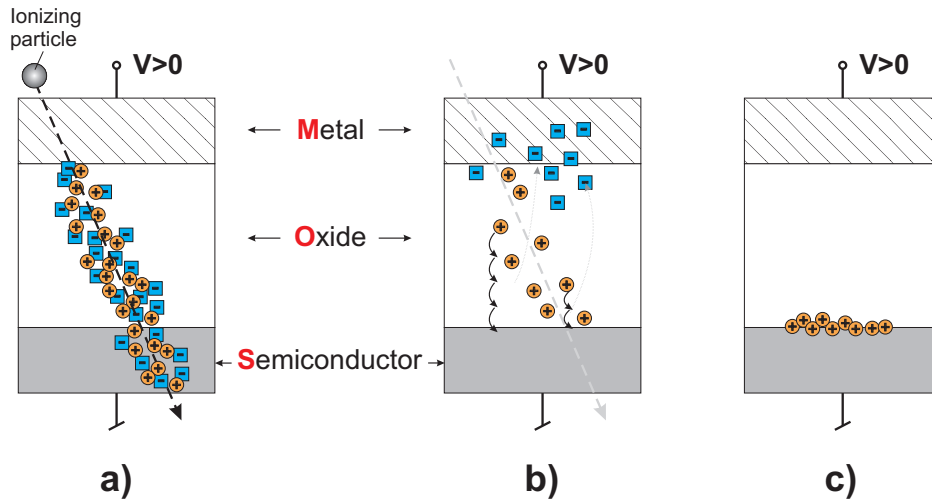 Ionizing
particle
V>0
V>0
V>0
Metal
Oxide
Semiconductor
a)
b)
c)